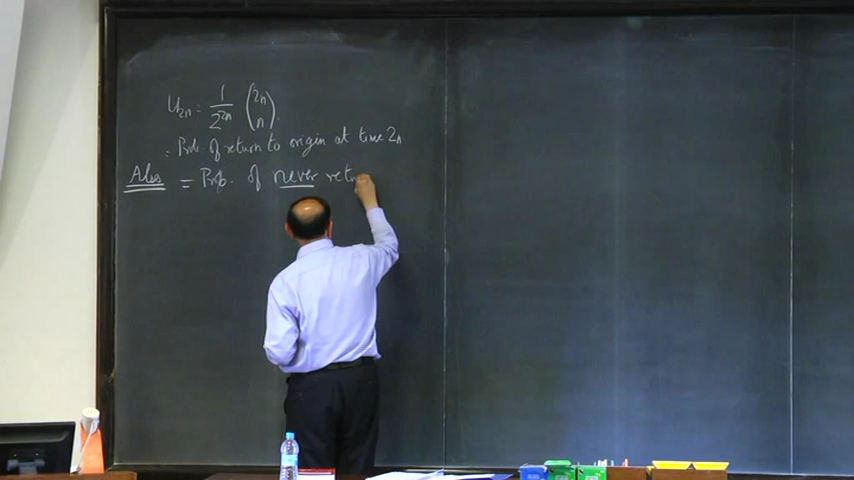 U₂ₙ = 1/2²ⁿ (2n n).
= Prob. of return to origin at time 2n
Also = Prob. of never ret